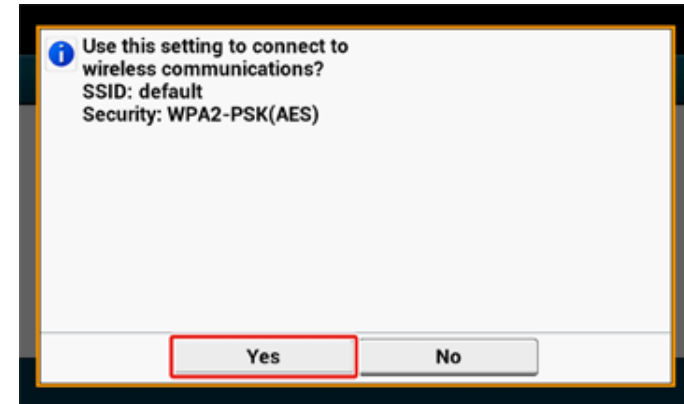 Use this setting to connect to
wireless communications?
SSID: default
Security: WPA2-PSK(AES)
Yes
No